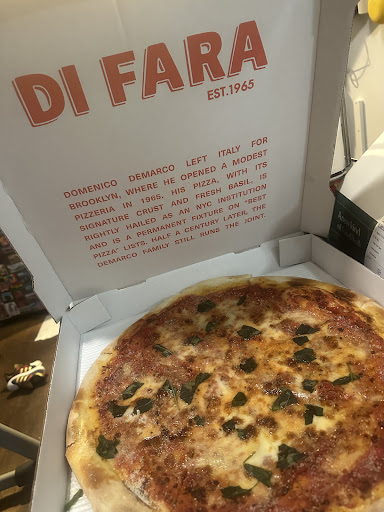 DI FARA
EST.1965
DOMENICO DEMARCO LEFT ITALY FOR
BROOKLYN, WHERE HE OPENED A MODEST
PIZZERIA IN 1965. HIS PIZZA, WITH ITS
SIGNATURE CRUST AND FRESH BASIL, IS
RIGHTLY HAILED AS AN NYC INSTITUTION
AND IS A PERMANENT FIXTURE ON "BEST
PIZZA" LISTS. HALF A CENTURY LATER, THE
DEMARCO FAMILY STILL RUNS THE JOINT.